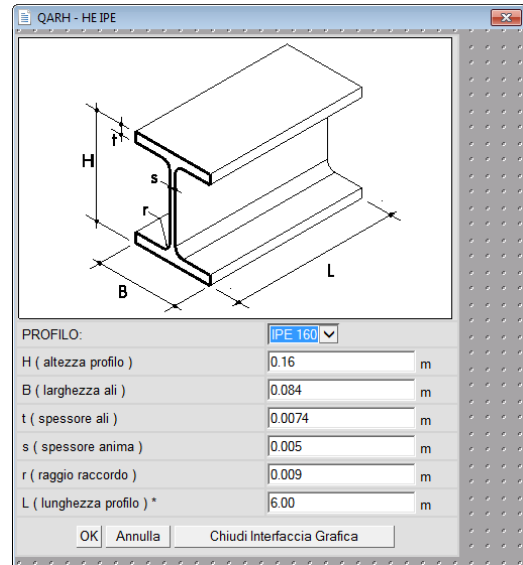 QARH - HE IPE
t
H
s
r
B
L
PROFILO: IPE 160
H ( altezza profilo ) 0.16 m
B ( larghezza ali ) 0.084 m
t ( spessore ali ) 0.0074 m
s ( spessore anima ) 0.005 m
r ( raggio raccordo ) 0.009 m
L ( lunghezza profilo ) * 6.00 m
OK Annulla Chiudi Interfaccia Grafica